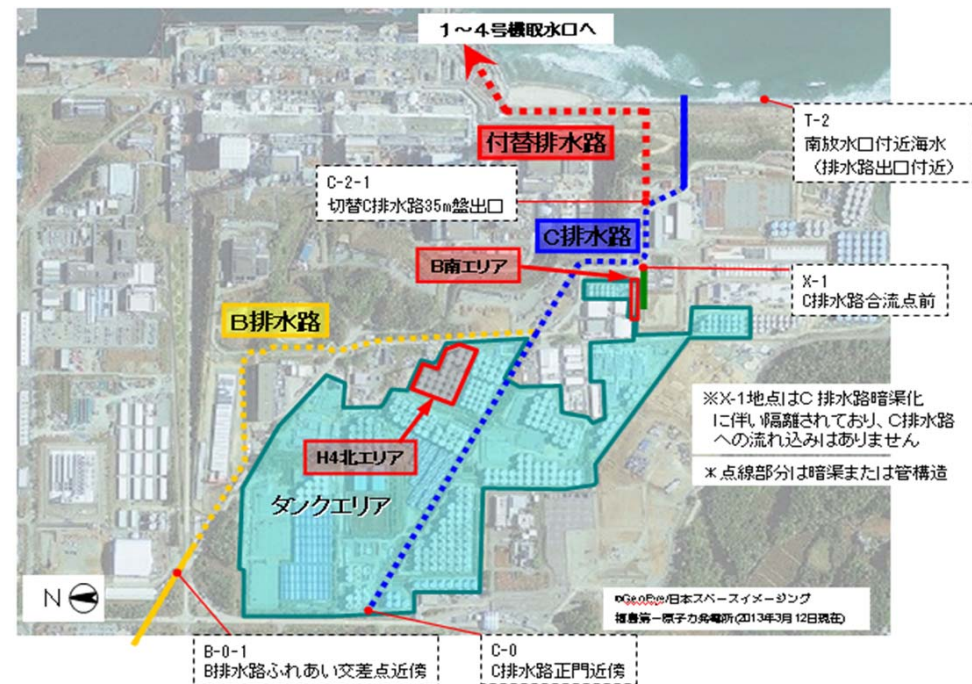 1～4号機取水口へ
T-2
南放水口付近海水
（排水路出口付近）
付替排水路
C-2-1
切替C排水路35m盤出口
C排水路
B南エリア
X-1
C排水路合流点前
B排水路
※X-1地点はC 排水路暗渠化
に伴い隔離されており、C排水路
への流れ込みはありません
＊点線部分は暗渠または管構造
H4北エリア
タンクエリア
N
©GeoEye/日本スペースイメージング
福島第一原子力発電所(2013年3月12日現在)
B-0-1
B排水路ふれあい交差点近傍
C-0
C排水路正門近傍